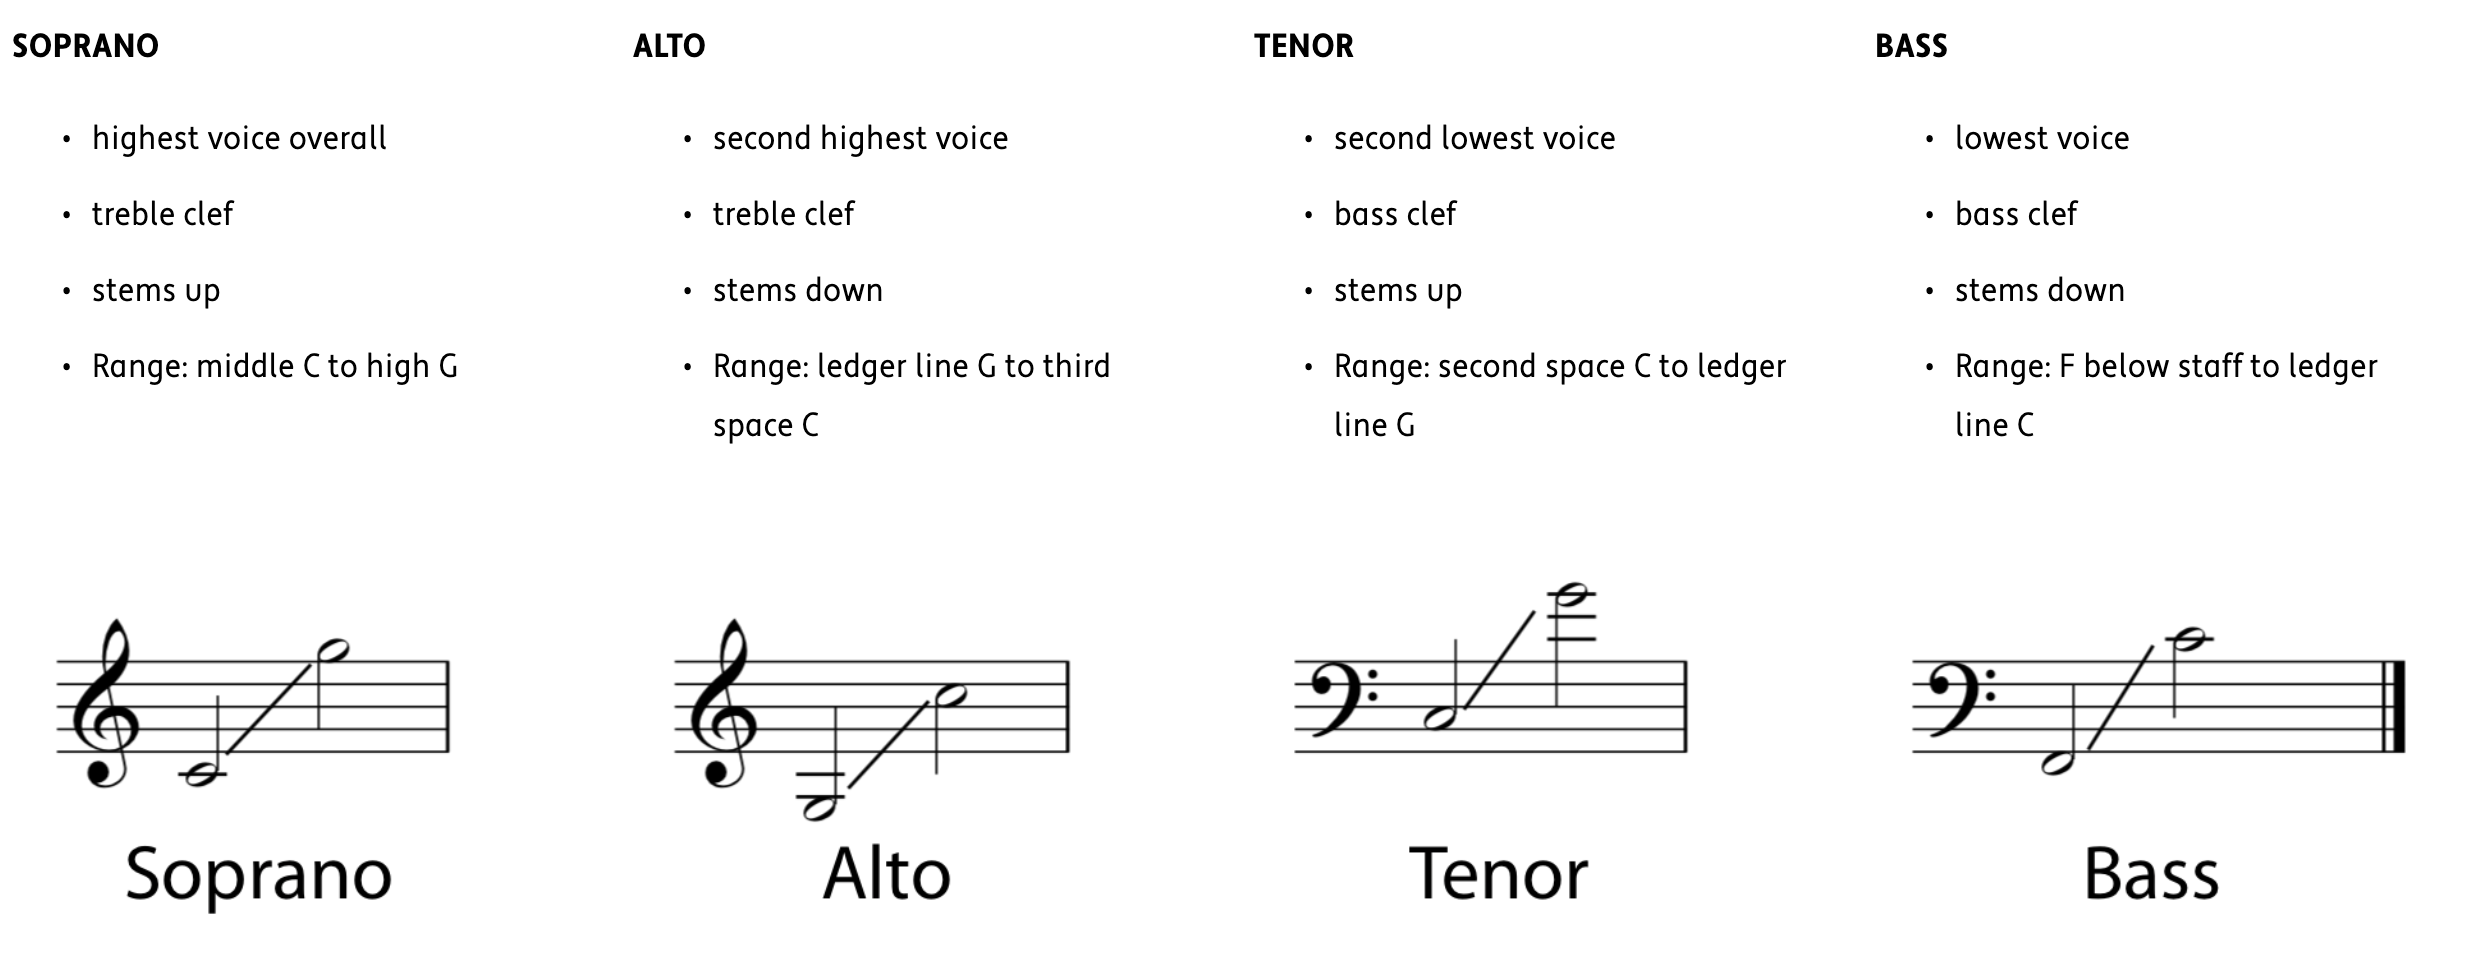 SOPRANO
• highest voice overall
• treble clef
• stems up
• Range: middle C to high G
ALTO
• second highest voice
• treble clef
• stems down
• Range: ledger line G to third
space C
TENOR
• second lowest voice
• bass clef
• stems up
• Range: second space C to ledger
line G
BASS
• lowest voice
• bass clef
• stems down
• Range: F below staff to ledger
line C
Soprano
Alto
Tenor
Bass